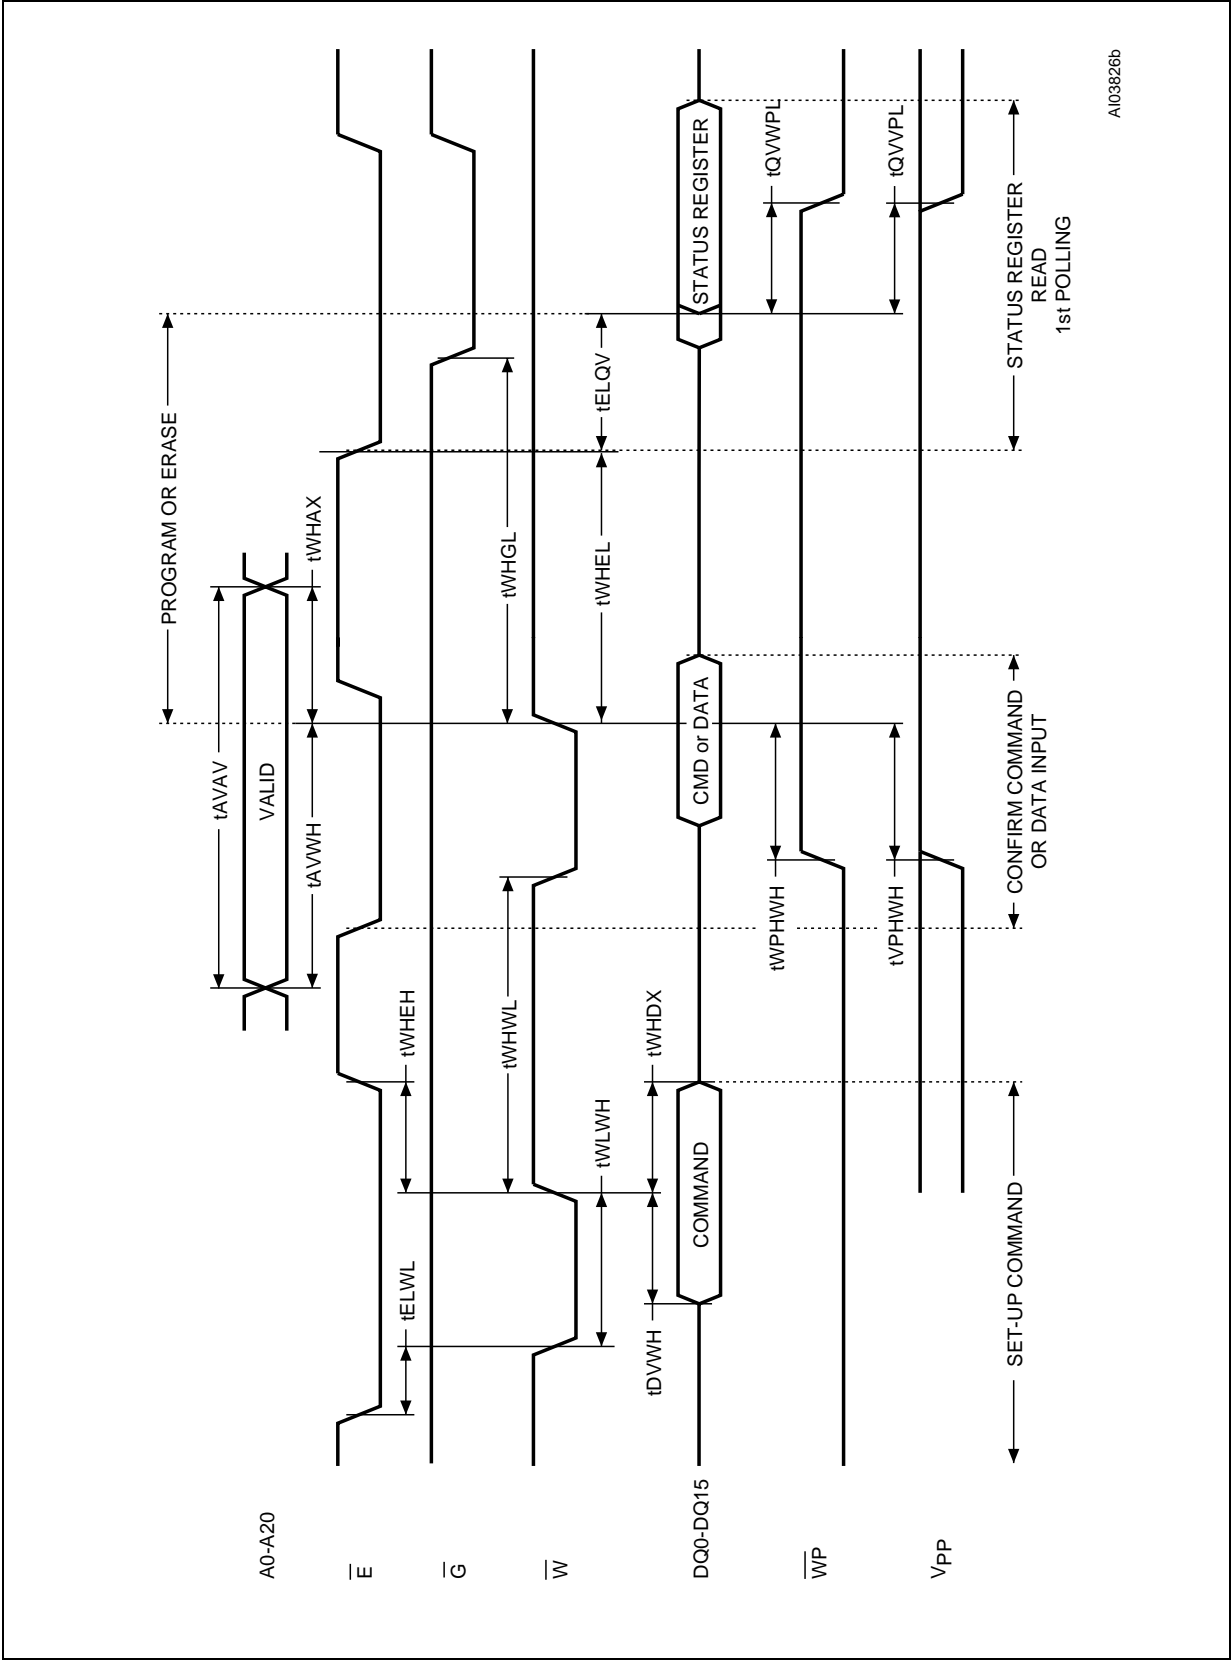 PROGRAM OR ERASE
tAVAV
A0-A20
VALID
tAVWH
tWHAX
E
tELWL
tWHEH
G
tWHWL
tWHGL
W
tWLWH
tWHEL
tELQV
tDVWH
tWHDX
DQ0-DQ15
COMMAND
CMD or DATA
STATUS REGISTER
tWPHWH
tQVWPL
WP
tVPHWH
tQVVPL
VPP
SET-UP COMMAND
CONFIRM COMMAND
OR DATA INPUT
STATUS REGISTER
READ
1st POLLING
AI03826b